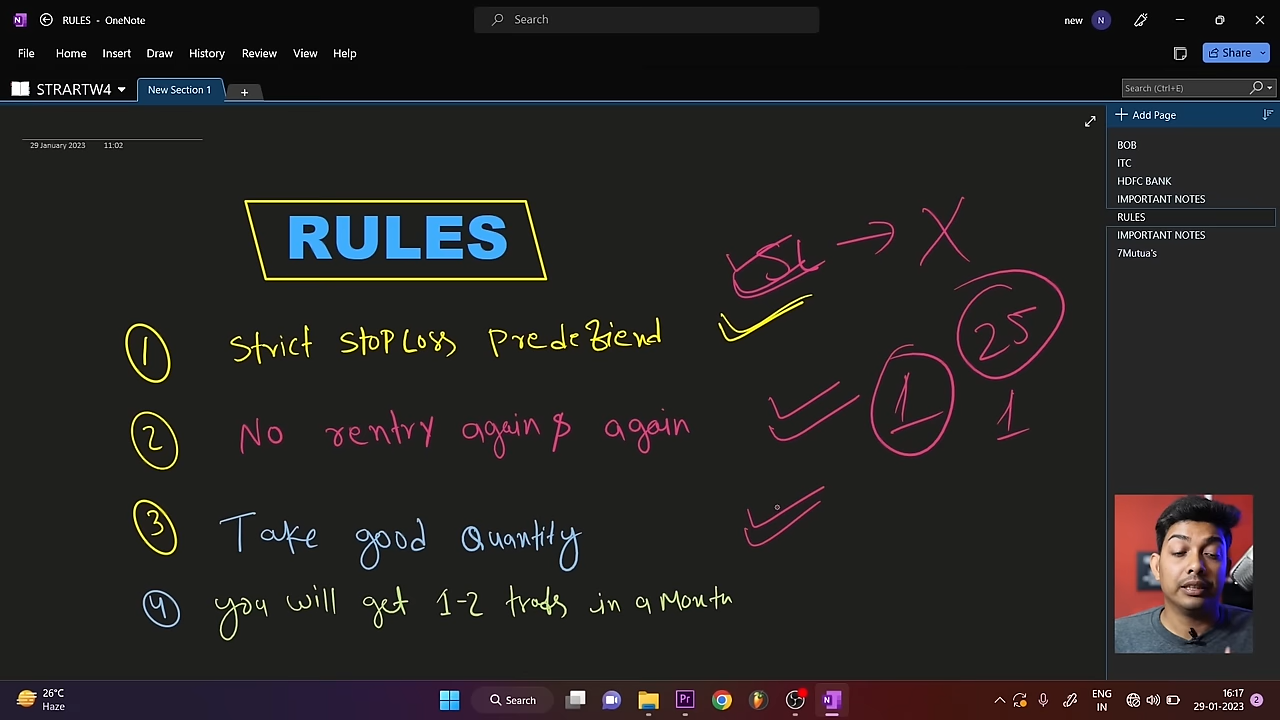 RULES - OneNote
Search
new N
File Home Insert Draw History Review View Help
Share
STRARTW4
New Section 1
+
Search (Ctrl+E)
Add Page
29 January 2023 11:02
BOB
ITC
HDFC BANK
IMPORTANT NOTES
RULES
IMPORTANT NOTES
7Mutua's
RULES
SL → X
25
1 Strict StopLoss Predefiend
2 No rentry again & again
1 1
3 Take good Quantity
4 you will get 1-2 trads in a Month
26°C
Haze
Search
ENG
IN
16:17
29-01-2023
2